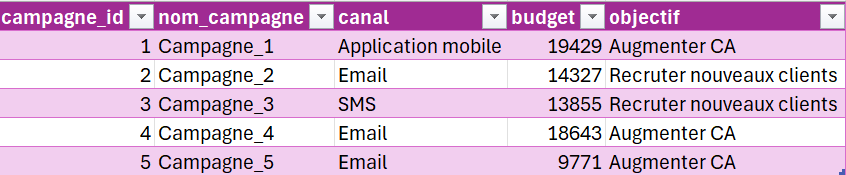 campagne_id nom_campagne canal budget objectif
1 Campagne_1 Application mobile 19429 Augmenter CA
2 Campagne_2 Email 14327 Recruter nouveaux clients
3 Campagne_3 SMS 13855 Recruter nouveaux clients
4 Campagne_4 Email 18643 Augmenter CA
5 Campagne_5 Email 9771 Augmenter CA